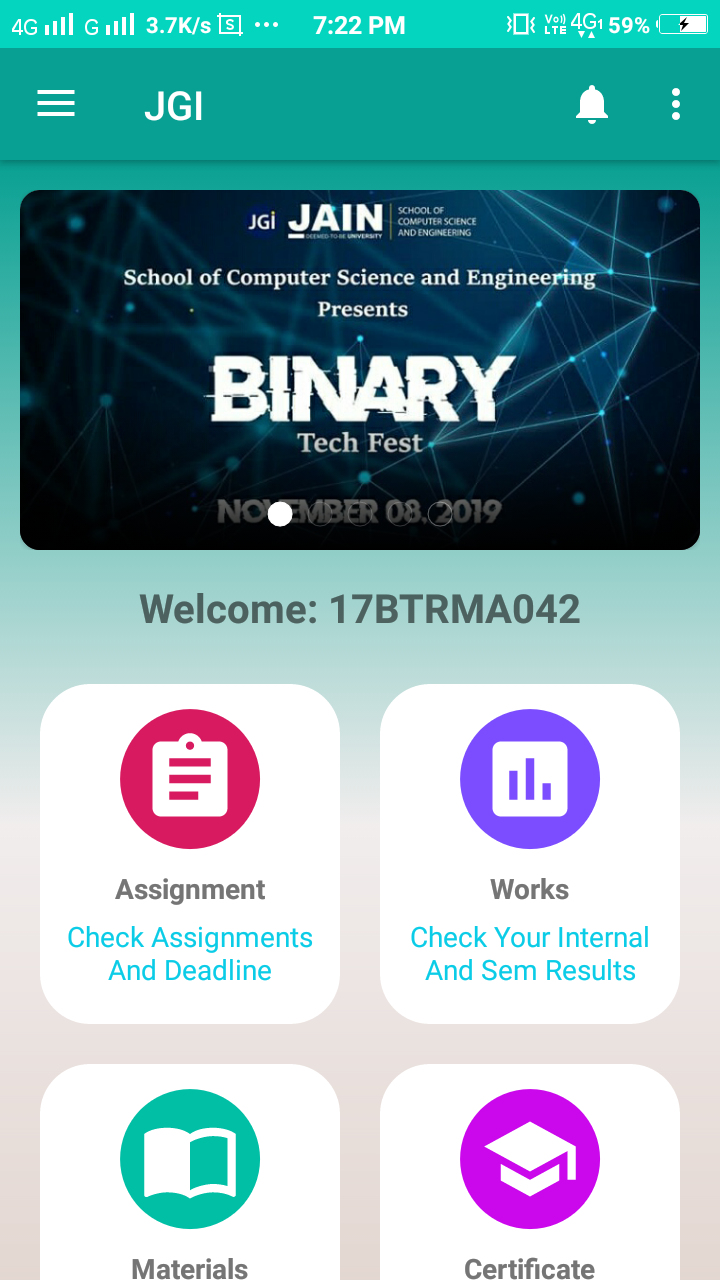 4G G 3.7K/s S ... 7:22 PM Vo)) LTE 4G1 59%
JGI
JGi JAIN DEEMED-TO-BE UNIVERSITY
SCHOOL OF
COMPUTER SCIENCE
AND ENGINEERING
School of Computer Science and Engineering
Presents
BINARY
Tech Fest
NOVEMBER 08, 2019
Welcome: 17BTRMA042
Assignment
Check Assignments
And Deadline
Works
Check Your Internal
And Sem Results
Materials
Certificate